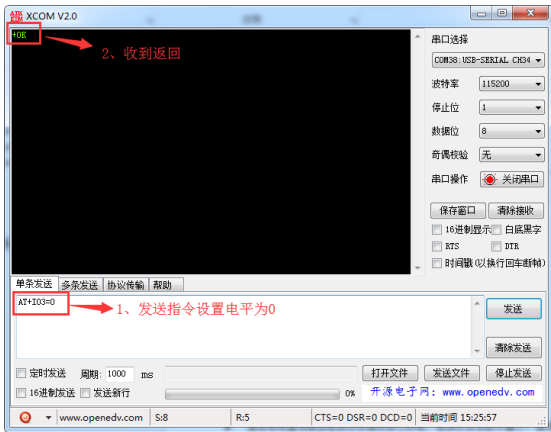 XCOM V2.0
+OK
2、收到返回
串口选择
COM38:USB-SERIAL CH34
波特率 115200
停止位 1
数据位 8
奇偶校验 无
串口操作 关闭串口
保存窗口 清除接收
16进制显示 白底黑字
RTS DTR
时间戳(以换行回车断帧)
单条发送 多条发送 协议传输 帮助
AT+IO3=0
1、发送指令设置电平为0
发送
清除发送
定时发送 周期: 1000 ms 打开文件 发送文件 停止发送
16进制发送 发送新行 0% 开源电子网: www.openedv.com
www.openedv.com S:8 R:5 CTS=0 DSR=0 DCD=0 当前时间 15:25:57